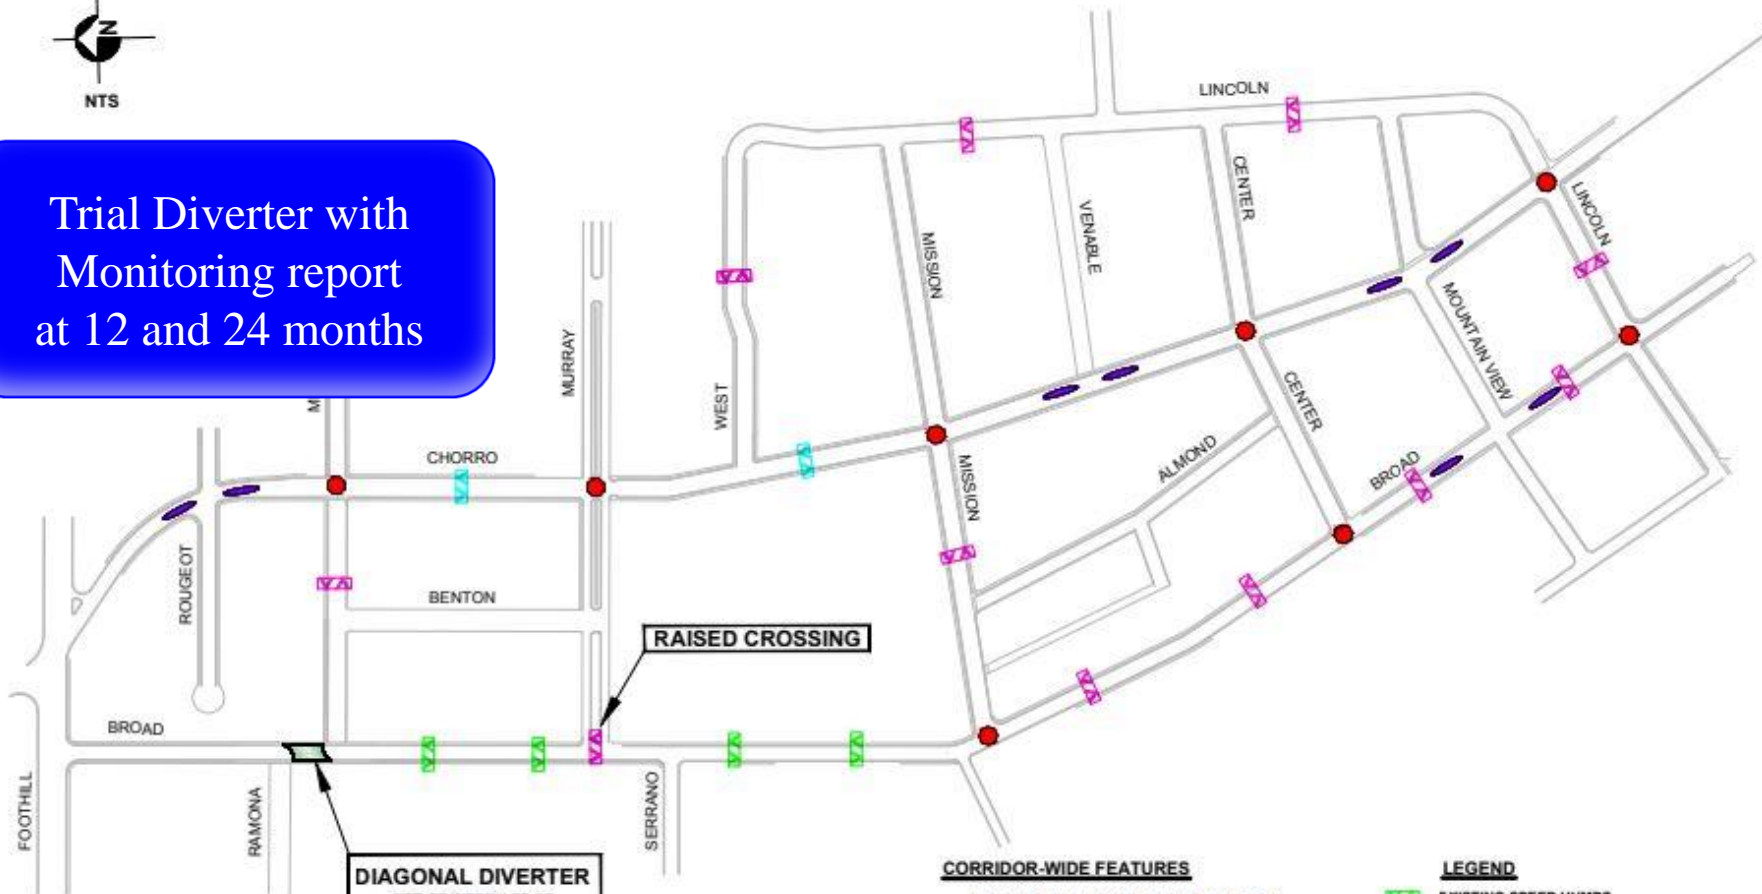 N
NTS
Trial Diverter with
Monitoring report
at 12 and 24 months
LINCOLN
LINCOLN
CENTER
VENABLE
MISSION
MURRAY
WEST
MOUNTAIN VIEW
CENTER
CHORRO
ALMOND
BROAD
MISSION
ROUGEOT
BENTON
RAISED CROSSING
BROAD
FOOTHILL
RAMONA
SERRANO
DIAGONAL DIVERTER
CORRIDOR-WIDE FEATURES
LEGEND